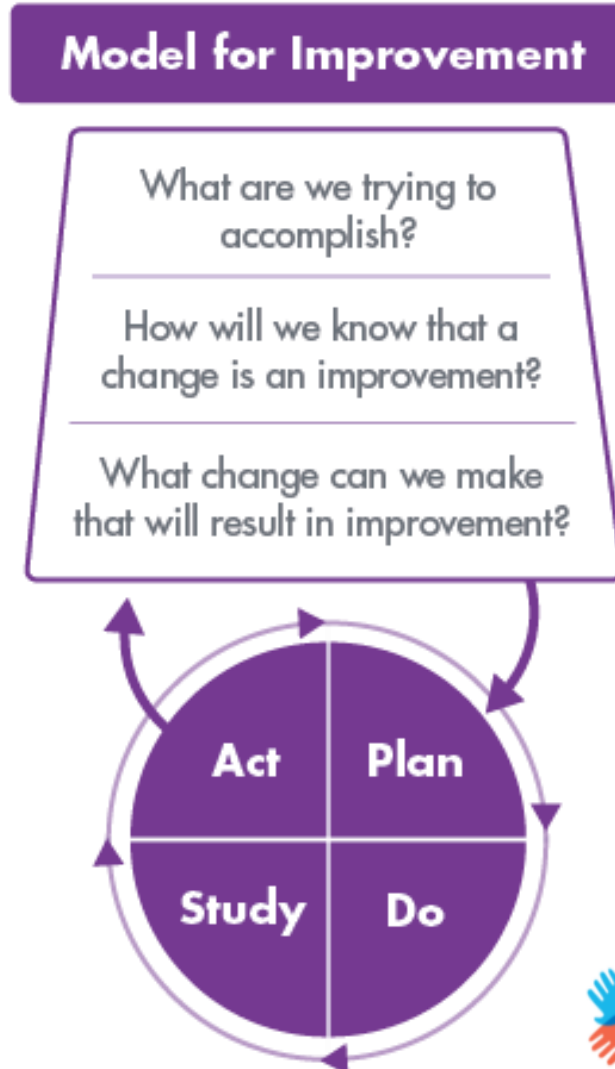 Model for Improvement
What are we trying to
accomplish?
How will we know that a
change is an improvement?
What change can we make
that will result in improvement?
Act
Plan
Study
Do